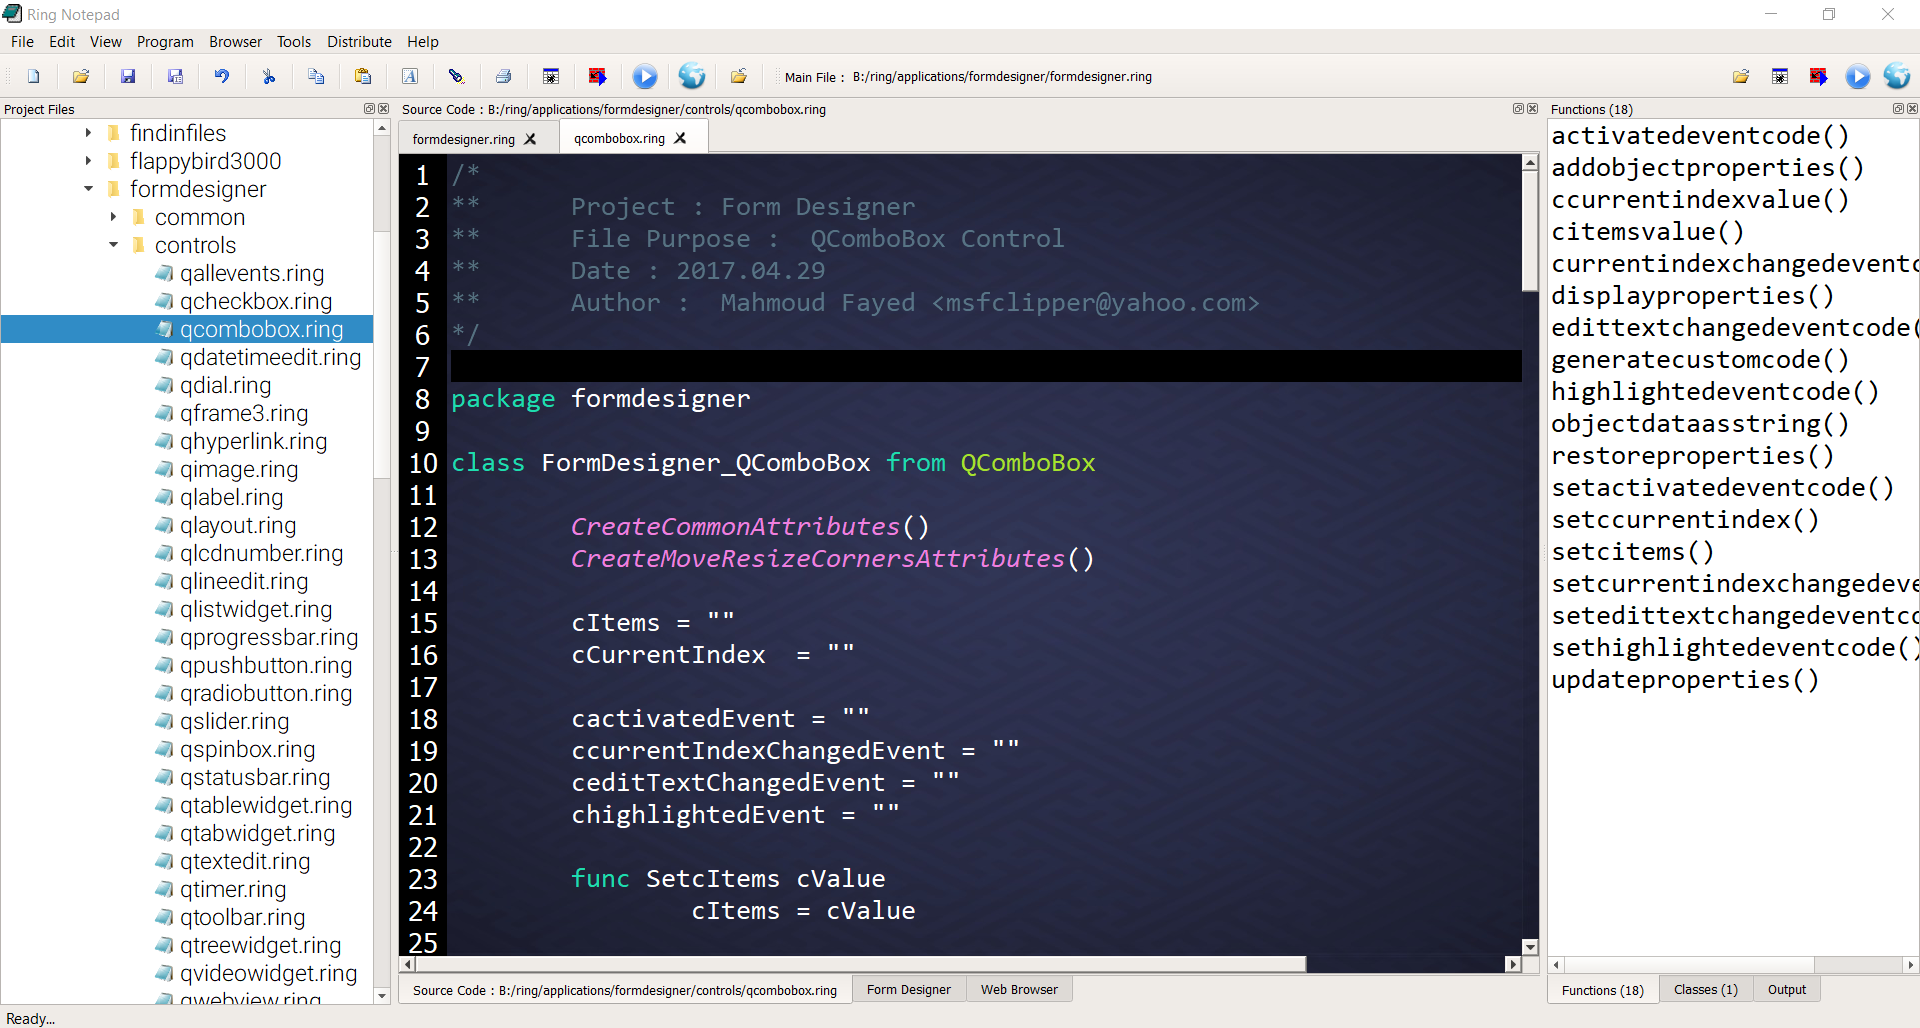 Ring Notepad
File Edit View Program Browser Tools Distribute Help
Main File : B:/ring/applications/formdesigner/formdesigner.ring
Project Files
findinfiles
flappybird3000
formdesigner
common
controls
qallevents.ring
qcheckbox.ring
qcombobox.ring
qdatetimeedit.ring
qdial.ring
qframe3.ring
qhyperlink.ring
qimage.ring
qlabel.ring
qlayout.ring
qlcdnumber.ring
qlineedit.ring
qlistwidget.ring
qprogressbar.ring
qpushbutton.ring
qradiobutton.ring
qslider.ring
qspinbox.ring
qstatusbar.ring
qtablewidget.ring
qtabwidget.ring
qtextedit.ring
qtimer.ring
qtoolbar.ring
qtreewidget.ring
qvideowidget.ring
qwebview.ring
Source Code : B:/ring/applications/formdesigner/controls/qcombobox.ring
formdesigner.ring qcombobox.ring
1 /*
2 ** Project : Form Designer
3 ** File Purpose : QComboBox Control
4 ** Date : 2017.04.29
5 ** Author : Mahmoud Fayed <msfclipper@yahoo.com>
6 */
7
8 package formdesigner
9
10 class FormDesigner_QComboBox from QComboBox
11
12 CreateCommonAttributes()
13 CreateMoveResizeCornersAttributes()
14
15 cItems = ""
16 cCurrentIndex = ""
17
18 cactivatedEvent = ""
19 ccurrentIndexChangedEvent = ""
20 ceditTextChangedEvent = ""
21 chighlightedEvent = ""
22
23 func SetcItems cValue
24 cItems = cValue
25
Source Code : B:/ring/applications/formdesigner/controls/qcombobox.ring Form Designer Web Browser
Functions (18)
activatedeventcode()
addobjectproperties()
ccurrentindexvalue()
citemsvalue()
currentindexchangedeventc
displayproperties()
edittextchangedeventcode(
generatecustomcode()
highlightedeventcode()
objectdataasstring()
restoreproperties()
setactivatedeventcode()
setccurrentindex()
setcitems()
setcurrentindexchangedeve
setedittextchangedeventco
sethighlightedeventcode()
updateproperties()
Functions (18) Classes (1) Output
Ready...